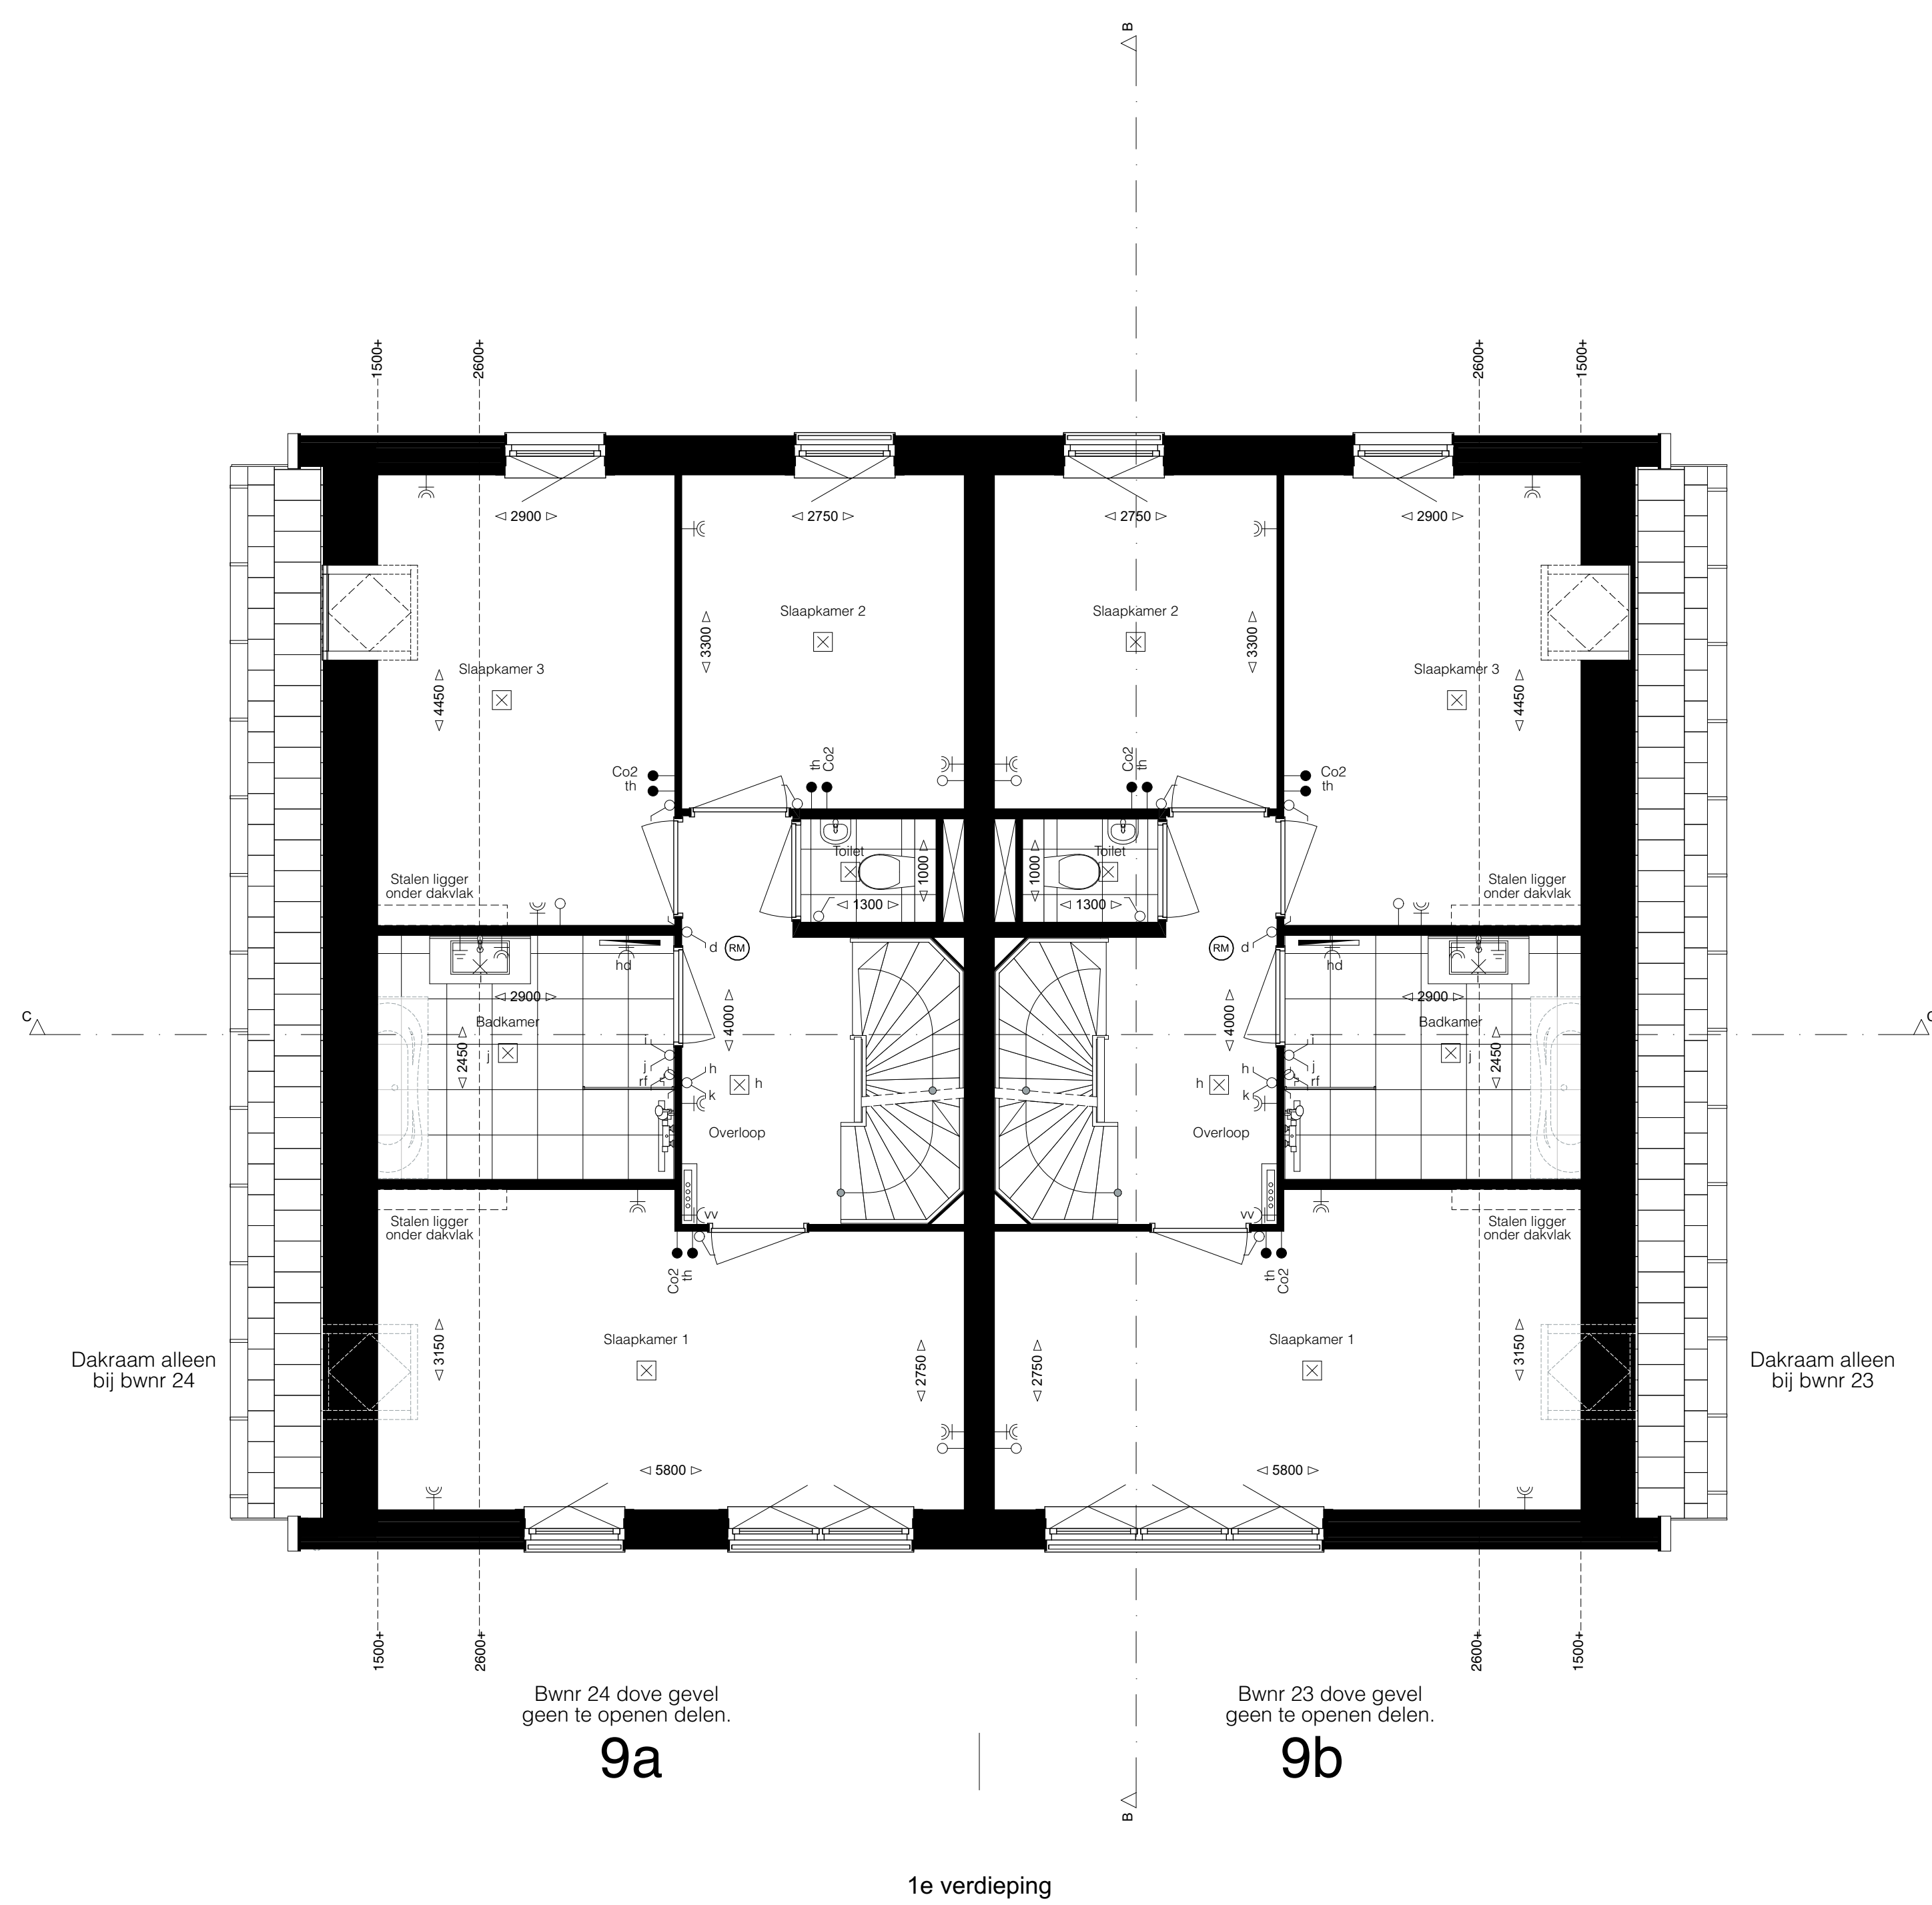 B
1500+
2600+
2600+
1500+
2900
2750
2750
2900
Slaapkamer 2
Slaapkamer 2
3300
3300
Slaapkamer 3
Slaapkamer 3
4450
4450
Co2
th
th
Co2
Co2
th
Co2
th
Toilet
Toilet
1000
1000
1300
1300
Stalen ligger
onder dakvlak
Stalen ligger
onder dakvlak
d
RM
RM
d
hd
hd
2900
2900
4000
4000
C
C
Badkamer
Badkamer
2450
2450
j
j
i
j
rf
h
k
h
h
h
k
i
j
rf
Overloop
Overloop
vv
vv
Stalen ligger
onder dakvlak
Stalen ligger
onder dakvlak
Co2
th
th
Co2
Slaapkamer 1
Slaapkamer 1
3150
2750
2750
3150
Dakraam alleen
bij bwnr 24
Dakraam alleen
bij bwnr 23
5800
5800
1500+
2600+
2600+
1500+
Bwnr 24 dove gevel
geen te openen delen.
Bwnr 23 dove gevel
geen te openen delen.
9a
9b
B
1e verdieping